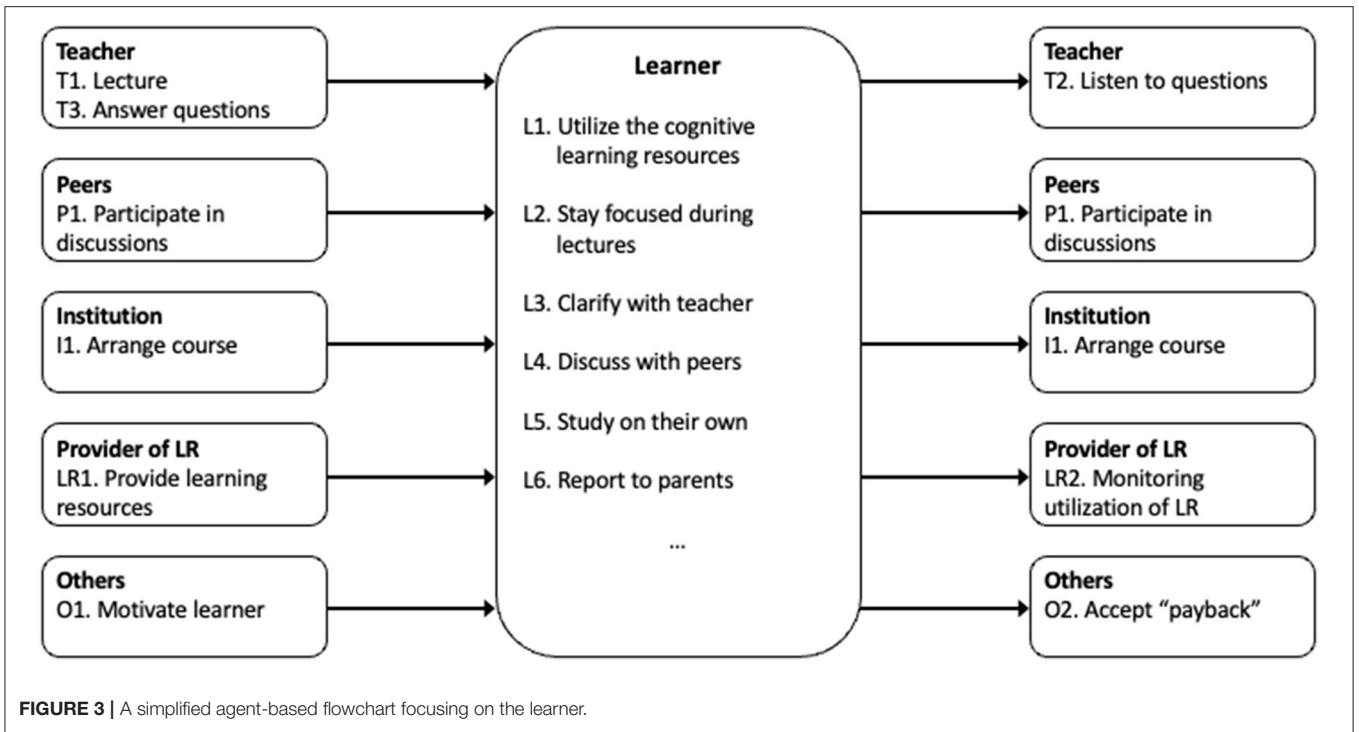 Teacher
T1. Lecture
T3. Answer questions
Peers
P1. Participate in
discussions
Institution
I1. Arrange course
Provider of LR
LR1. Provide learning
resources
Others
O1. Motivate learner
Learner
L1. Utilize the cognitive
learning resources
L2. Stay focused during
lectures
L3. Clarify with teacher
L4. Discuss with peers
L5. Study on their own
L6. Report to parents
...
Teacher
T2. Listen to questions
Peers
P1. Participate in
discussions
Institution
I1. Arrange course
Provider of LR
LR2. Monitoring
utilization of LR
Others
O2. Accept “payback”
FIGURE 3 | A simplified agent-based flowchart focusing on the learner.